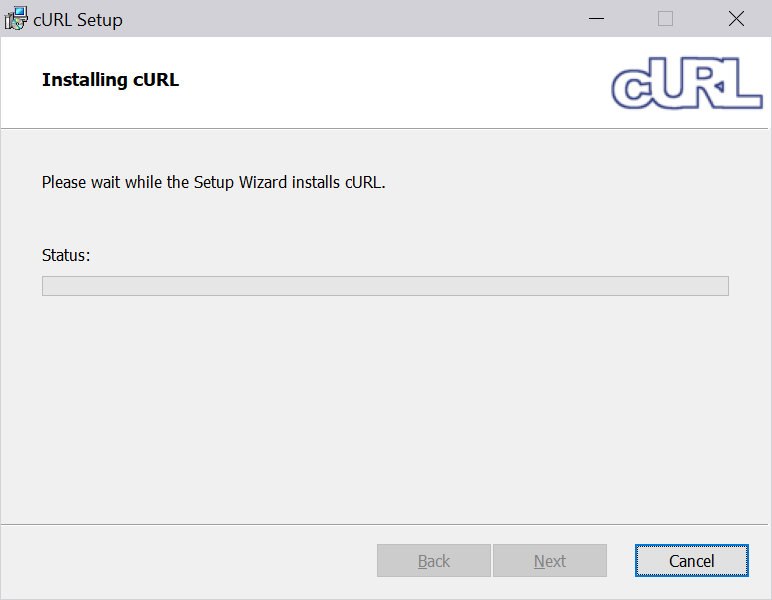 cURL Setup
Installing cURL
cURL
Please wait while the Setup Wizard installs cURL.
Status:
Back
Next
Cancel